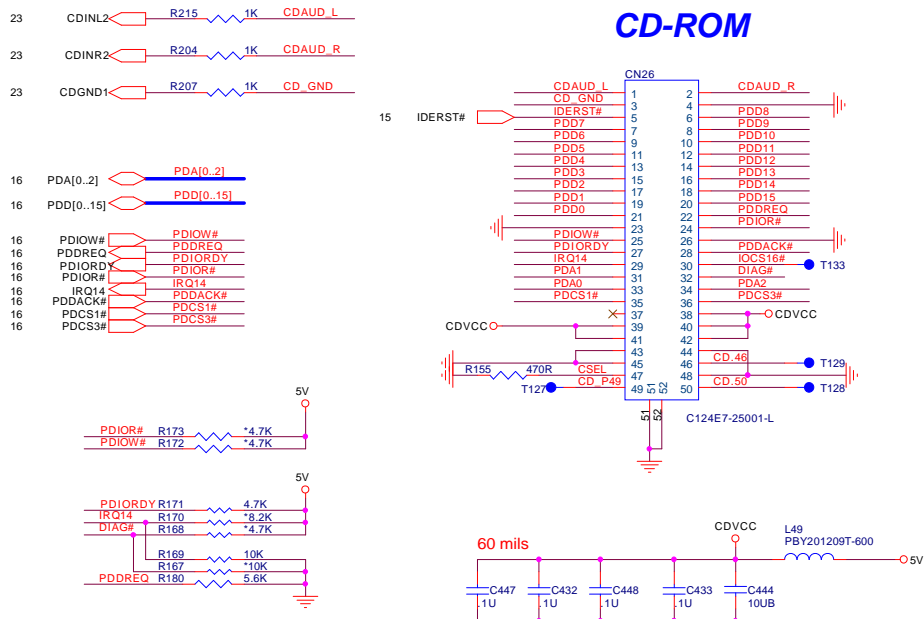 CD-ROM
23 CDINL2 R215 1K CDAUD_L
23 CDINR2 R204 1K CDAUD_R
23 CDGND1 R207 1K CD_GND
16 PDA[0..2] PDA[0..2]
16 PDD[0..15] PDD[0..15]
16 PDIOW# PDIOW#
16 PDDREQ PDDREQ
16 PDIORDY PDIORDY
16 PDIOR# PDIOR#
16 IRQ14 IRQ14
16 PDDACK# PDDACK#
16 PDCS1# PDCS1#
16 PDCS3# PDCS3#
CN26
CDAUD_L 1 2 CDAUD_R
CD_GND 3 4
15 IDERST# IDERST# 5 6 PDD8
PDD7 7 8 PDD9
PDD6 9 10 PDD10
PDD5 11 12 PDD11
PDD4 13 14 PDD12
PDD3 15 16 PDD13
PDD2 17 18 PDD14
PDD1 19 20 PDD15
PDD0 21 22 PDDREQ
23 24 PDIOR#
PDIOW# 25 26
PDIORDY 27 28 PDDACK#
IRQ14 29 30 IOCS16# T133
PDA1 31 32 DIAG#
PDA0 33 34 PDA2
PDCS1# 35 36 PDCS3#
37 38 CDVCC
CDVCC 39 40
41 42
43 44
45 46 CD.46 T129
R155 470R CSEL 47 48
T127 CD_P49 49 50 CD.50 T128
51 52
51 52
C124E7-25001-L
5V
PDIOR# R173 *4.7K
PDIOW# R172 *4.7K
5V
PDIORDY R171 4.7K
IRQ14 R170 *8.2K
DIAG# R168 *4.7K
R169 10K
R167 *10K
PDDREQ R180 5.6K
60 mils
CDVCC
L49
PBY201209T-600
5V
C447 C432 C448 C433 C444
.1U .1U .1U .1U 10UB